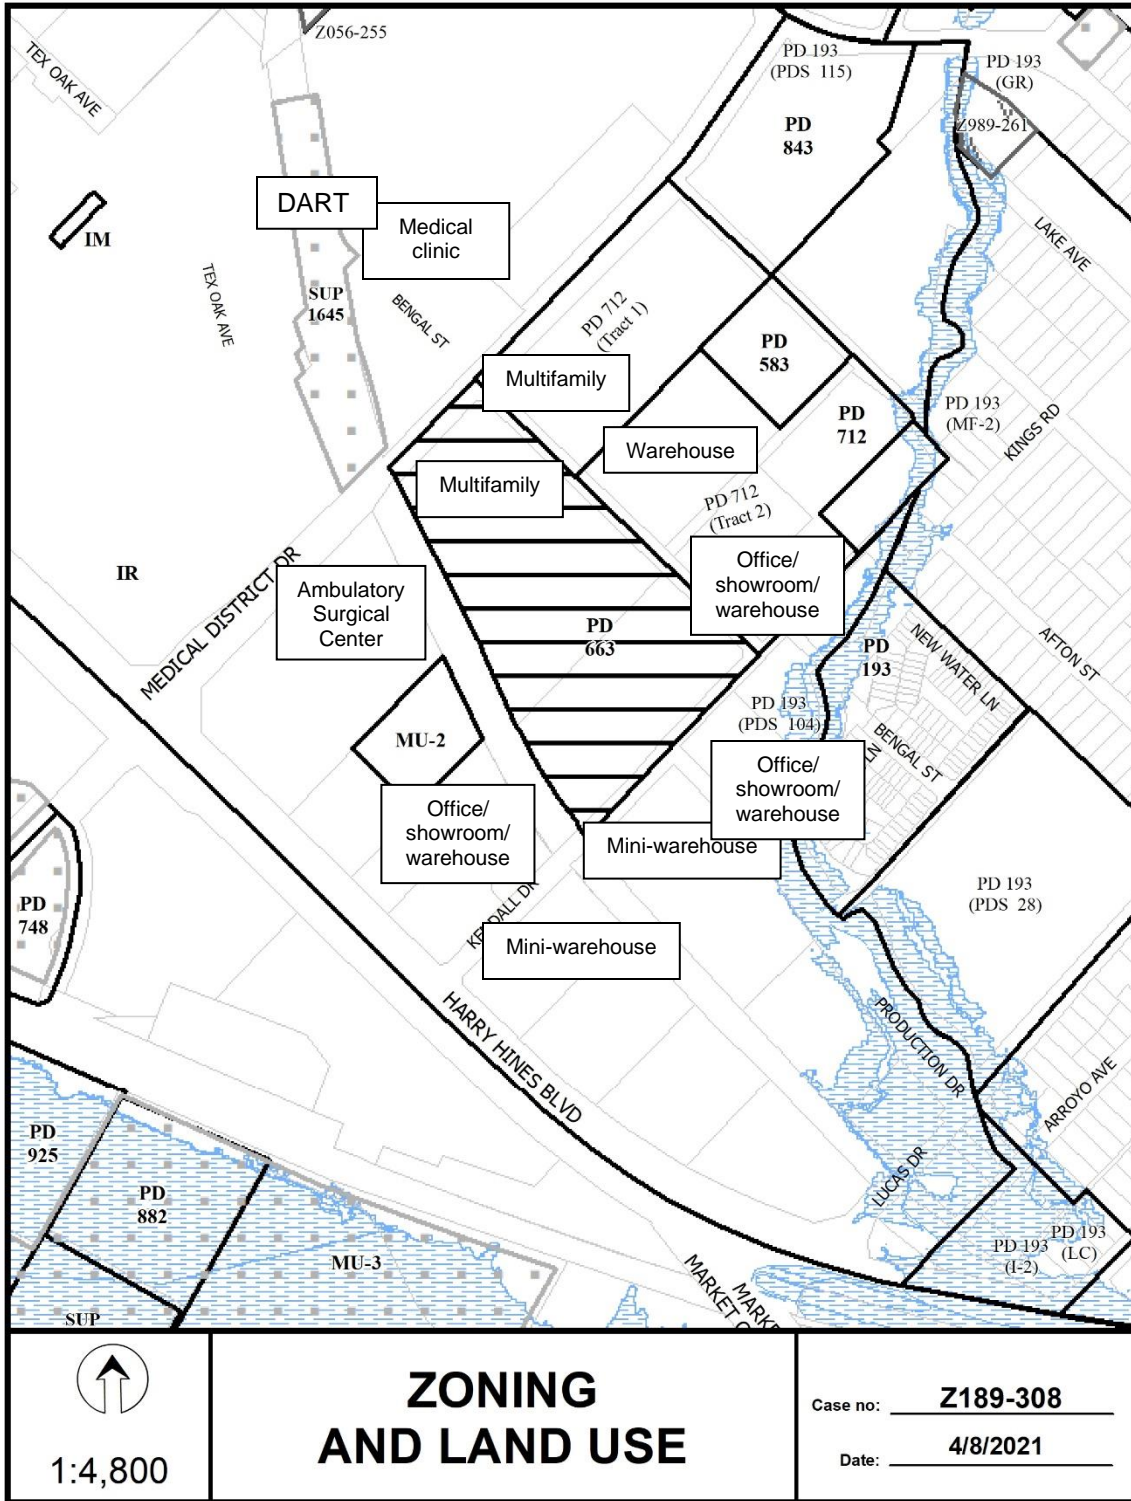 Z056-255
TEX OAK AVE
PD 193
(PDS 115)
PD 193
(GR)
PD
843
Z989-261
DART
Medical
clinic
IM
LAKE AVE
TEX OAK AVE
SUP
1645
BENGAL ST
PD 712
(Tract 1)
PD
583
Multifamily
PD
712
PD 193
(MF-2)
KINGS RD
Warehouse
Multifamily
PD 712
(Tract 2)
Office/
showroom/
warehouse
IR
MEDICAL DISTRICT DR
Ambulatory
Surgical
Center
PD
663
PD
193
NEW WATER LN
AFTON ST
PD 193
(PDS 104)
MU-2
BENGAL ST
LN
Office/
showroom/
warehouse
Office/
showroom/
warehouse
Mini-warehouse
PD
748
PD 193
(PDS 28)
KENDALL DR
Mini-warehouse
HARRY HINES BLVD
PRODUCTION DR
ARROYO AVE
PD
925
LUCAS DR
PD
882
MU-3
PD 193
(I-2)
PD 193
(LC)
MARKET
SUP
1:4,800
ZONING
AND LAND USE
Case no: Z189-308
Date: 4/8/2021